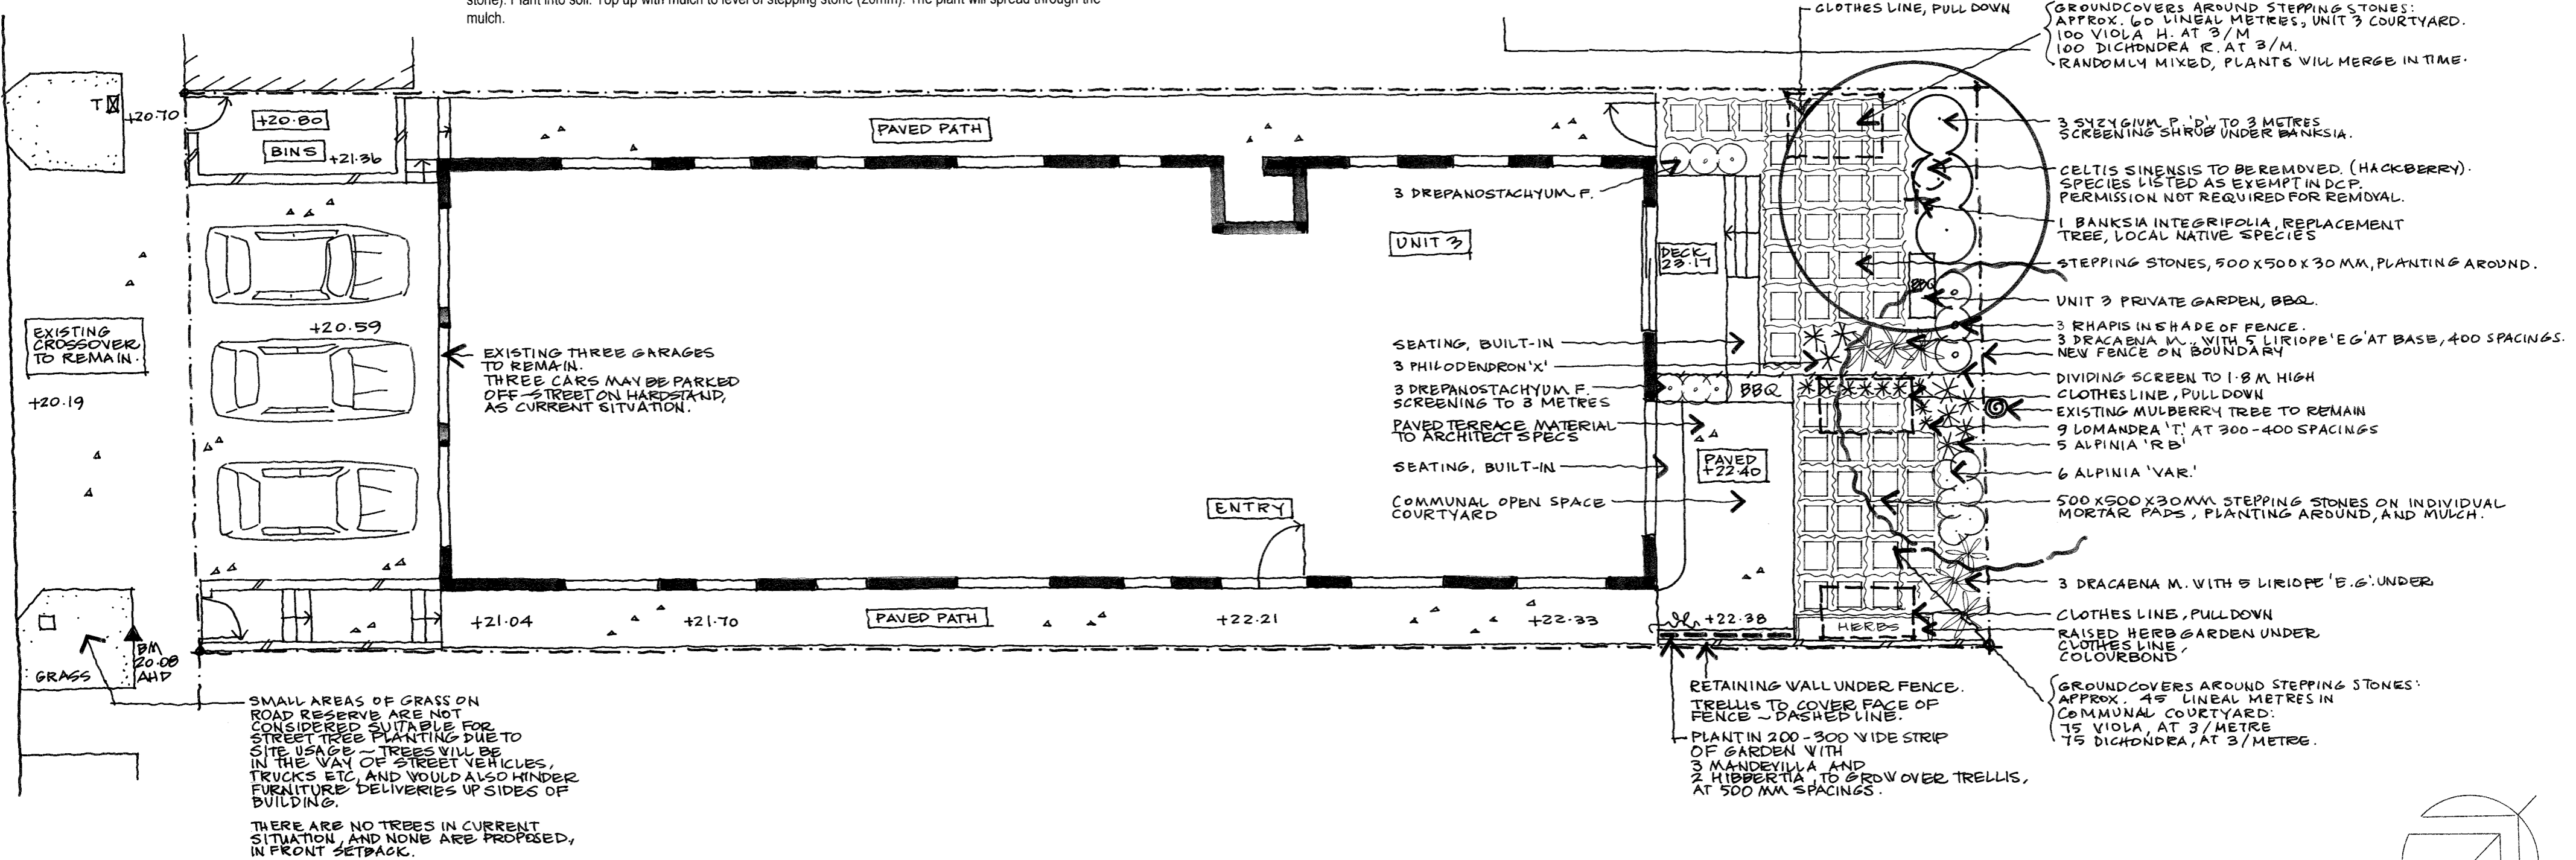 stone). Plant into soil. Top up with mulch to level of stepping stone (20mm). The plant will spread through the
mulch.
CLOTHES LINE, PULL DOWN
GROUNDCOVERS AROUND STEPPING STONES:
APPROX. 60 LINEAL METRES, UNIT 3 COURTYARD.
100 VIOLA H. AT 3/M
100 DICHONDRA R. AT 3/M.
RANDOMLY MIXED, PLANTS WILL MERGE IN TIME.
T
+20.70
+20.80
BINS
+21.36
PAVED PATH
3 SYZYGIUM P. 'D', TO 3 METRES
SCREENING SHRUB UNDER BANKSIA.
CELTIS SINENSIS TO BE REMOVED. (HACKBERRY).
SPECIES LISTED AS EXEMPT IN DCP.
PERMISSION NOT REQUIRED FOR REMOVAL.
1 BANKSIA INTEGRIFOLIA, REPLACEMENT
TREE, LOCAL NATIVE SPECIES
STEPPING STONES, 500 X 500 X 30 MM, PLANTING AROUND.
UNIT 3 PRIVATE GARDEN, BBQ.
3 RHAPIS IN SHADE OF FENCE.
3 DRACAENA M., WITH 5 LIRIOPE 'EG' AT BASE, 400 SPACINGS.
NEW FENCE ON BOUNDARY
DIVIDING SCREEN TO 1.8 M HIGH
CLOTHES LINE, PULL DOWN
EXISTING MULBERRY TREE TO REMAIN
9 LOMANDRA 'T', AT 300-400 SPACINGS
5 ALPINIA 'RB'
6 ALPINIA 'VAR.'
500 X 500 X 30 MM STEPPING STONES ON INDIVIDUAL
MORTAR PADS, PLANTING AROUND, AND MULCH.
3 DRACAENA M. WITH 5 LIRIOPE 'E.G'. UNDER
CLOTHES LINE, PULL DOWN
RAISED HERB GARDEN UNDER
CLOTHES LINE,
COLOURBOND
GROUNDCOVERS AROUND STEPPING STONES:
APPROX. 45 LINEAL METRES IN
COMMUNAL COURTYARD:
75 VIOLA, AT 3/METRE
75 DICHONDRA, AT 3/METRE.
3 DREPANOSTACHYUM F.
UNIT 3
DECK
23.17
BBQ
SEATING, BUILT-IN
3 PHILODENDRON 'X'
3 DREPANOSTACHYUM F.
SCREENING TO 3 METRES
BBQ
PAVED TERRACE MATERIAL
TO ARCHITECT SPECS
SEATING, BUILT-IN
PAVED
+22.40
COMMUNAL OPEN SPACE
COURTYARD
ENTRY
EXISTING
CROSSOVER
TO REMAIN.
+20.19
+20.59
EXISTING THREE GARAGES
TO REMAIN.
THREE CARS MAY BE PARKED
OFF-STREET ON HARDSTAND,
AS CURRENT SITUATION.
+21.04
+21.70
PAVED PATH
+22.21
+22.33
+22.38
HERBS
GRASS
BM
20.08
AHD
SMALL AREAS OF GRASS ON
ROAD RESERVE ARE NOT
CONSIDERED SUITABLE FOR
STREET TREE PLANTING DUE TO
SITE USAGE ~ TREES WILL BE
IN THE WAY OF STREET VEHICLES,
TRUCKS ETC, AND WOULD ALSO HINDER
FURNITURE DELIVERIES UP SIDES OF
BUILDING.
THERE ARE NO TREES IN CURRENT
SITUATION, AND NONE ARE PROPOSED,
IN FRONT SETBACK.
RETAINING WALL UNDER FENCE.
TRELLIS TO COVER FACE OF
FENCE ~ DASHED LINE.
PLANT IN 200-300 WIDE STRIP
OF GARDEN WITH
3 MANDEVILLA AND
2 HIBBERTIA, TO GROW OVER TRELLIS,
AT 500 MM SPACINGS.